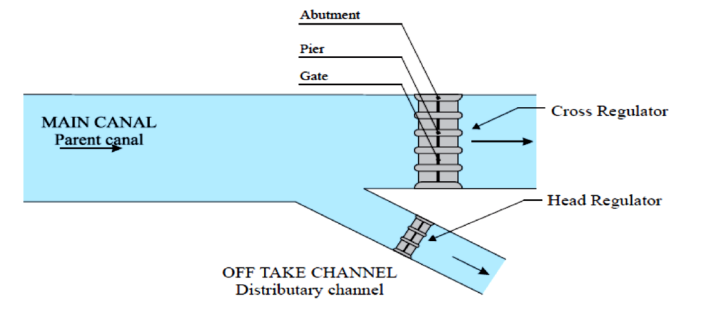 Abutment
Pier
Gate
MAIN CANAL
Parent canal
Cross Regulator
Head Regulator
OFF TAKE CHANNEL
Distributary channel